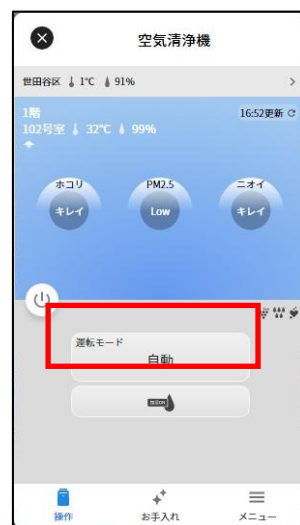 空気清浄機
世田谷区 1℃ 91%
1階 16:52更新
102号室 32℃ 99%
ホコリ PM2.5 ニオイ
キレイ Low キレイ
運転モード
自動
操作 お手入れ メニュー